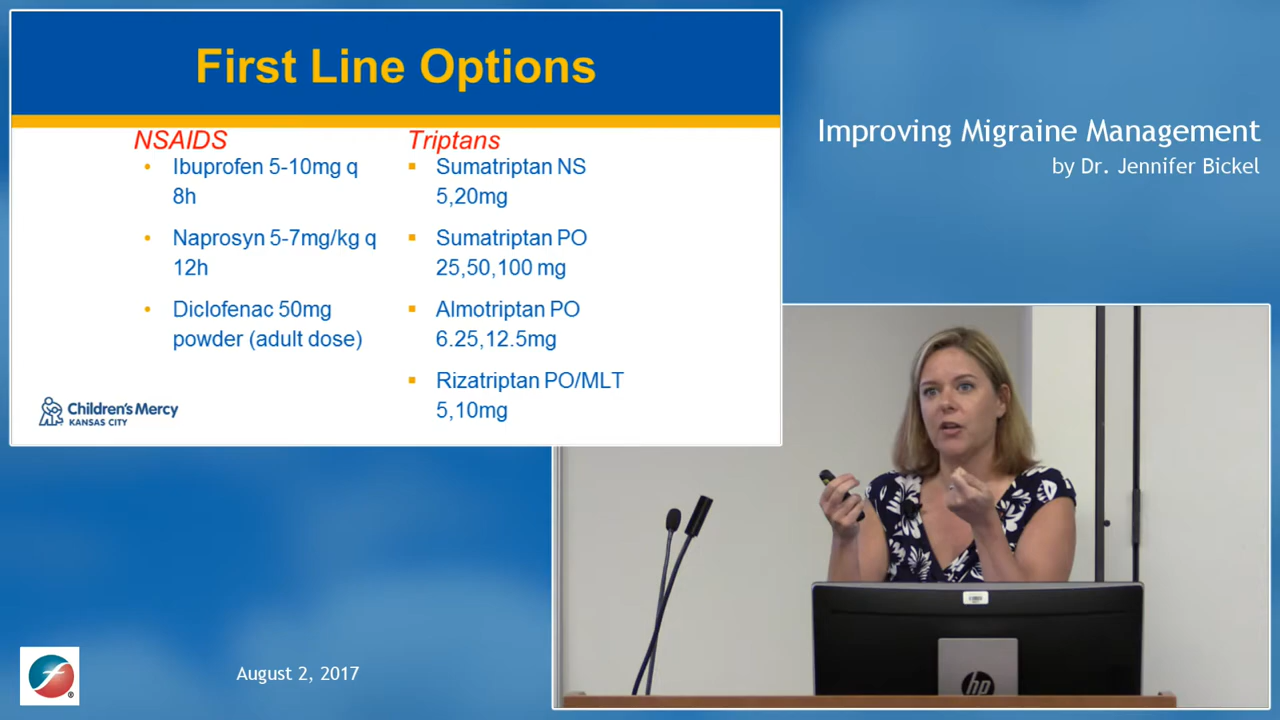 First Line Options
NSAIDS
• Ibuprofen 5-10mg q
8h
• Naprosyn 5-7mg/kg q
12h
• Diclofenac 50mg
powder (adult dose)
Triptans
▪ Sumatriptan NS
5,20mg
▪ Sumatriptan PO
25,50,100 mg
▪ Almotriptan PO
6.25,12.5mg
▪ Rizatriptan PO/MLT
5,10mg
Children's Mercy
KANSAS CITY
Improving Migraine Management
by Dr. Jennifer Bickel
August 2, 2017
f ®
hp